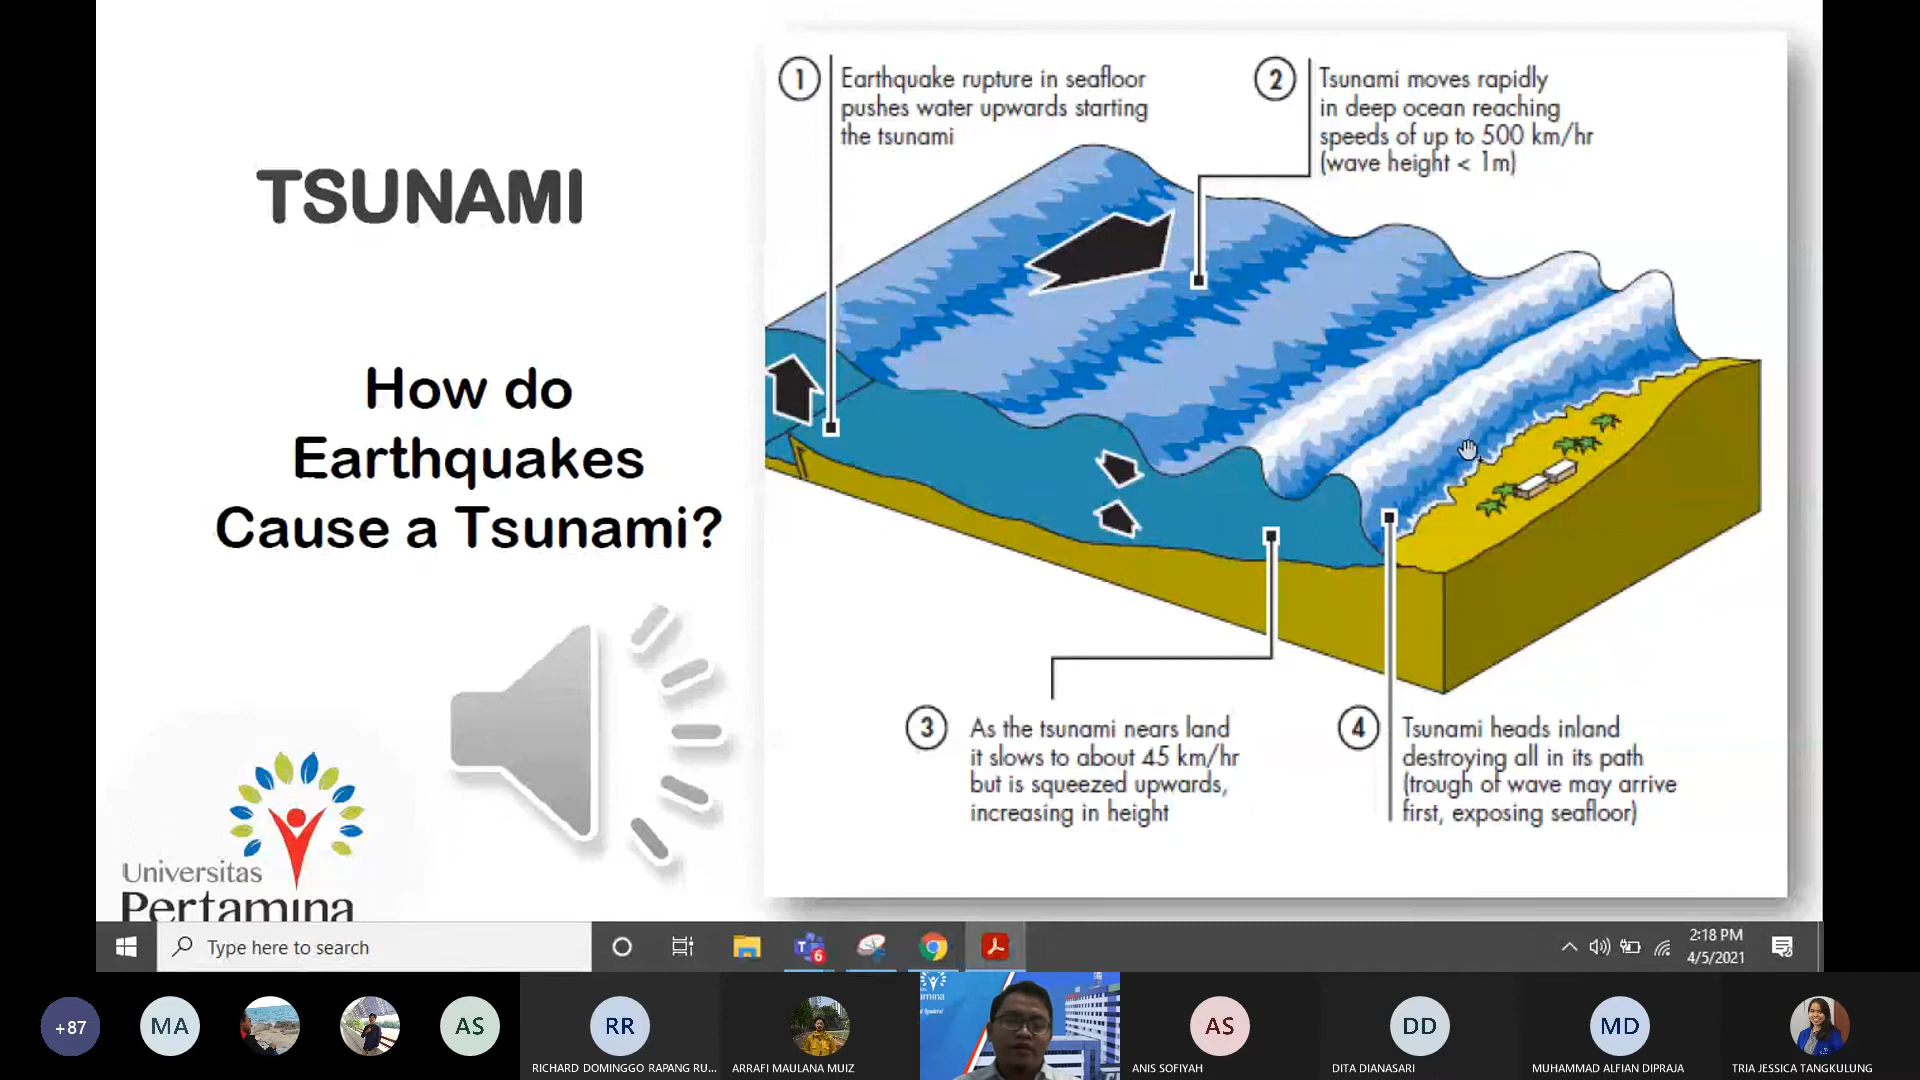 TSUNAMI
How do
Earthquakes
Cause a Tsunami?
1
Earthquake rupture in seafloor
pushes water upwards starting
the tsunami
2
Tsunami moves rapidly
in deep ocean reaching
speeds of up to 500 km/hr
(wave height < 1m)
3
As the tsunami nears land
it slows to about 45 km/hr
but is squeezed upwards,
increasing in height
4
Tsunami heads inland
destroying all in its path
(trough of wave may arrive
first, exposing seafloor)
Universitas
Pertamina
Type here to search
T
6
2:18 PM
4/5/2021
+87
MA
AS
RR
RICHARD DOMINGGO RAPANG RU...
ARRAFI MAULANA MUIZ
AS
ANIS SOFIYAH
DD
DITA DIANASARI
MD
MUHAMMAD ALFIAN DIPRAJA
TRIA JESSICA TANGKULUNG